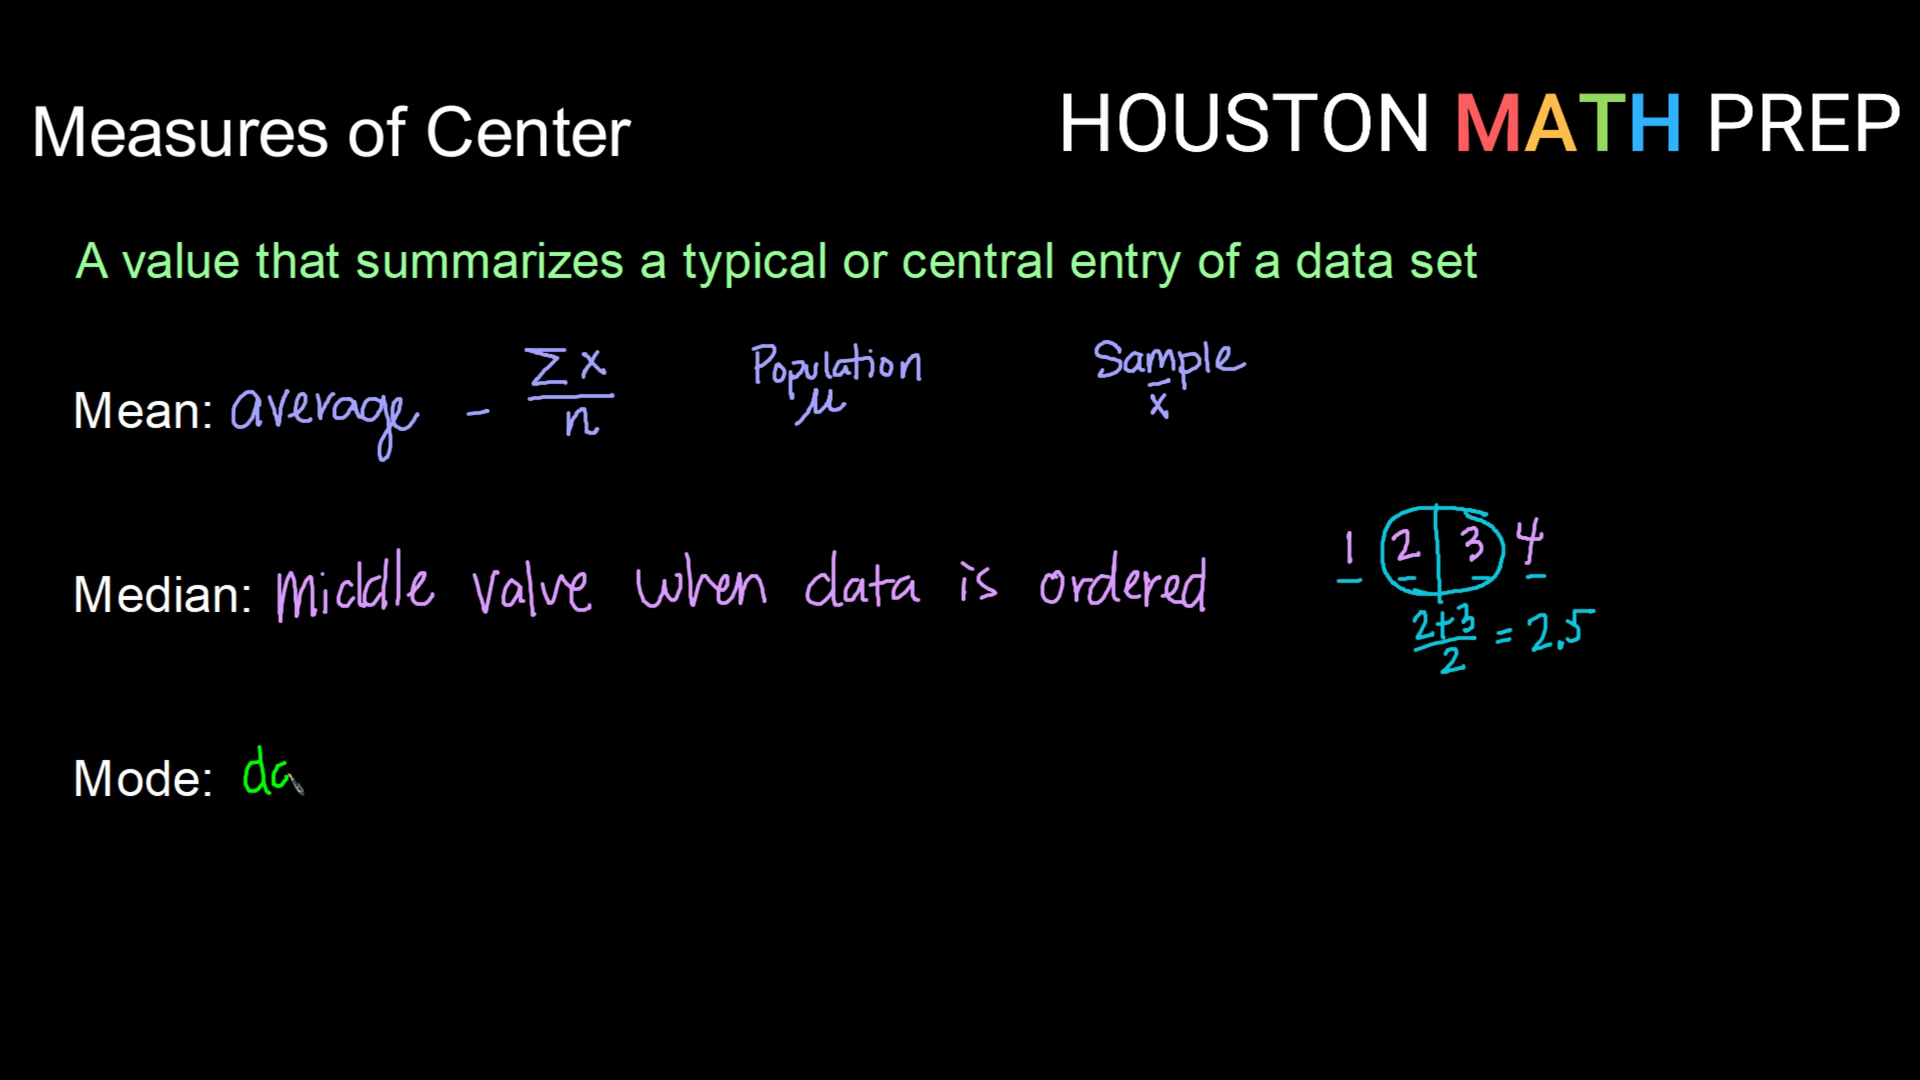 Measures of Center
HOUSTON MATH PREP
A value that summarizes a typical or central entry of a data set
Mean: average - Σx / n Population μ Sample x̄
Median: middle value when data is ordered
1 2 3 4
2+3 / 2 = 2.5
Mode: da